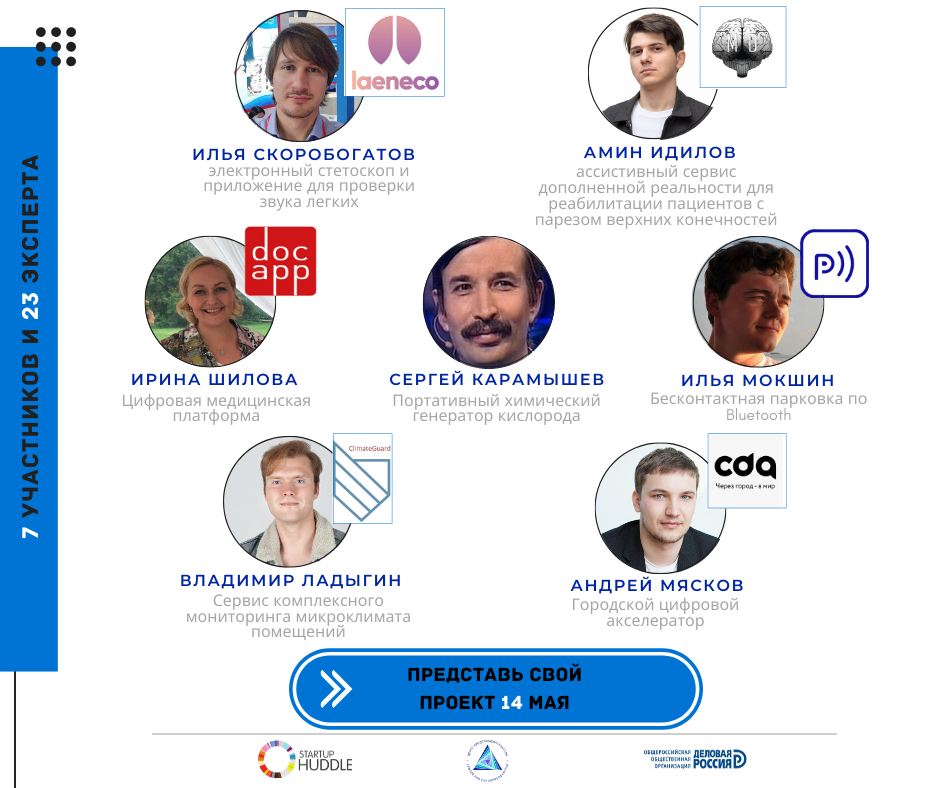 7 УЧАСТНИКОВ И 23 ЭКСПЕРТА
laeneco
MD
ИЛЬЯ СКОРОБОГАТОВ
электронный стетоскоп и
приложение для проверки
звука легких
АМИН ИДИЛОВ
ассистивный сервис
дополненной реальности для
реабилитации пациентов с
парезом верхних конечностей
doc
app
ИРИНА ШИЛОВА
Цифровая медицинская
платформа
СЕРГЕЙ КАРАМЫШЕВ
Портативный химический
генератор кислорода
P
ИЛЬЯ МОКШИН
Бесконтактная парковка по
Bluetooth
ClimateGuard
ВЛАДИМИР ЛАДЫГИН
Сервис комплексного
мониторинга микроклимата
помещений
cda
Через город - в мир
АНДРЕЙ МЯСКОВ
Городской цифровой
акселератор
ПРЕДСТАВЬ СВОЙ
ПРОЕКТ 14 МАЯ
STARTUP
HUDDLE
ОБЩЕРОССИЙСКАЯ
ОБЩЕСТВЕННАЯ
ОРГАНИЗАЦИЯ
ДЕЛОВАЯ
РОССИЯ